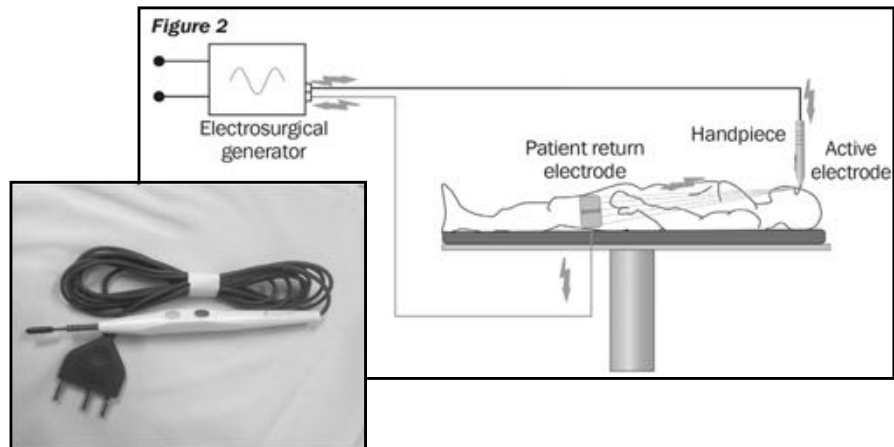 Figure 2
Electrosurgical
generator
Patient return
electrode
Handpiece
Active
electrode